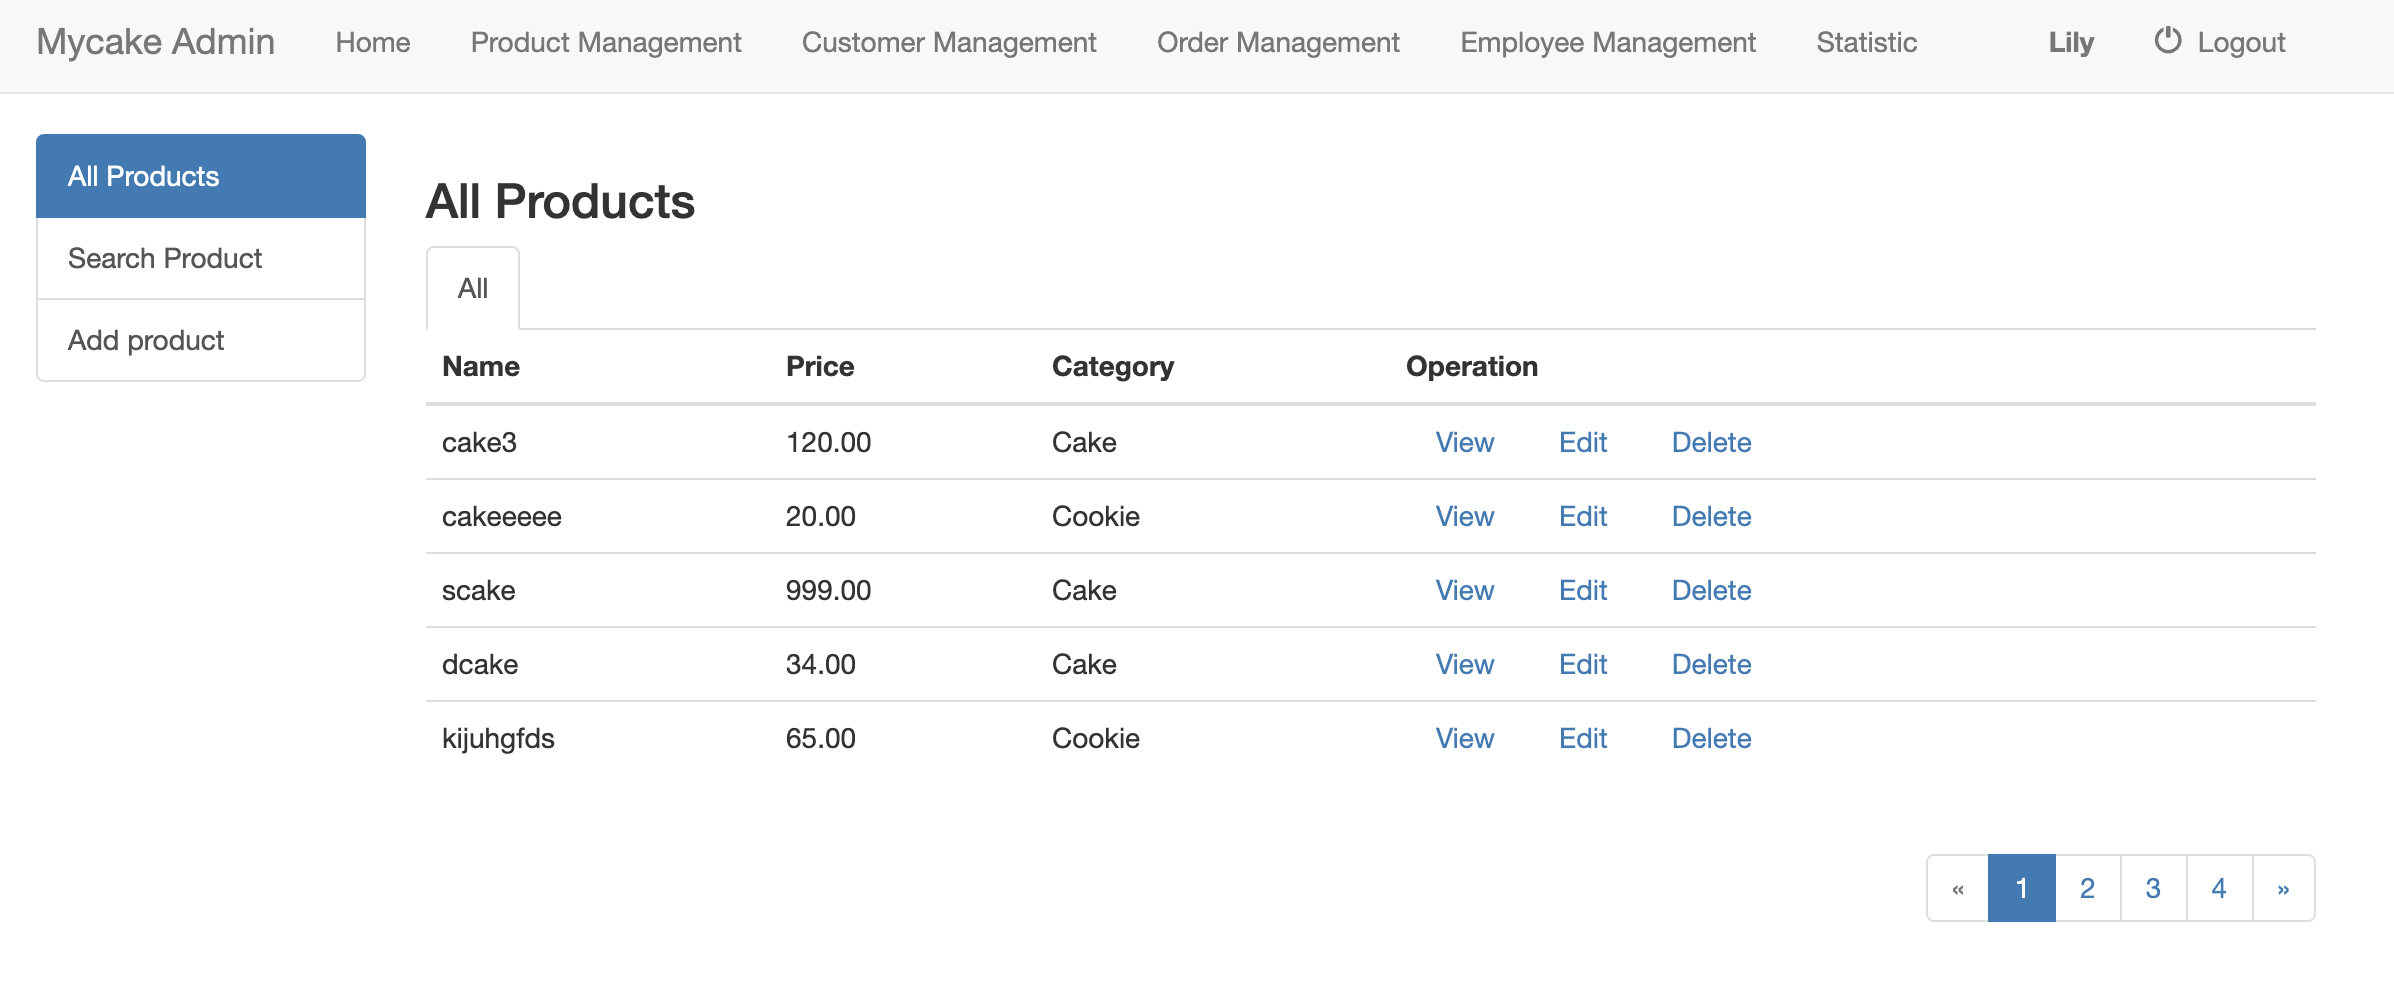 Mycake Admin Home Product Management Customer Management Order Management Employee Management Statistic Lily Logout
All Products
Search Product
Add product
All Products
All
Name Price Category Operation
cake3 120.00 Cake View Edit Delete
cakeeeee 20.00 Cookie View Edit Delete
scake 999.00 Cake View Edit Delete
dcake 34.00 Cake View Edit Delete
kijuhgfds 65.00 Cookie View Edit Delete
« 1 2 3 4 »